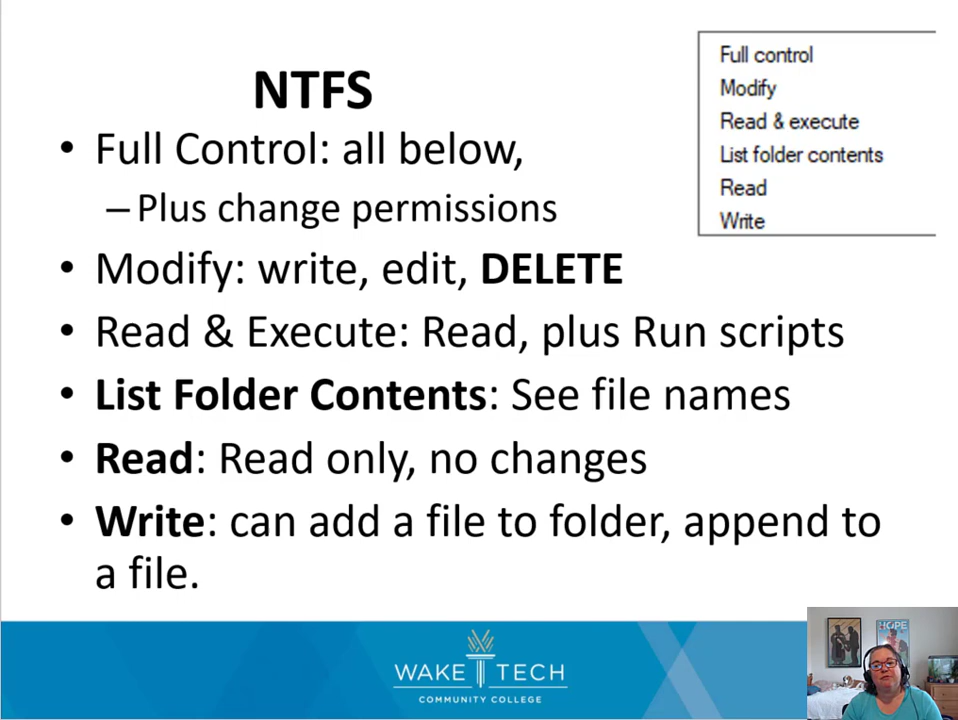 NTFS
• Full Control: all below,
– Plus change permissions
• Modify: write, edit, DELETE
• Read & Execute: Read, plus Run scripts
• List Folder Contents: See file names
• Read: Read only, no changes
• Write: can add a file to folder, append to
a file.
Full control
Modify
Read & execute
List folder contents
Read
Write
WAKE TECH
COMMUNITY COLLEGE
HOPE